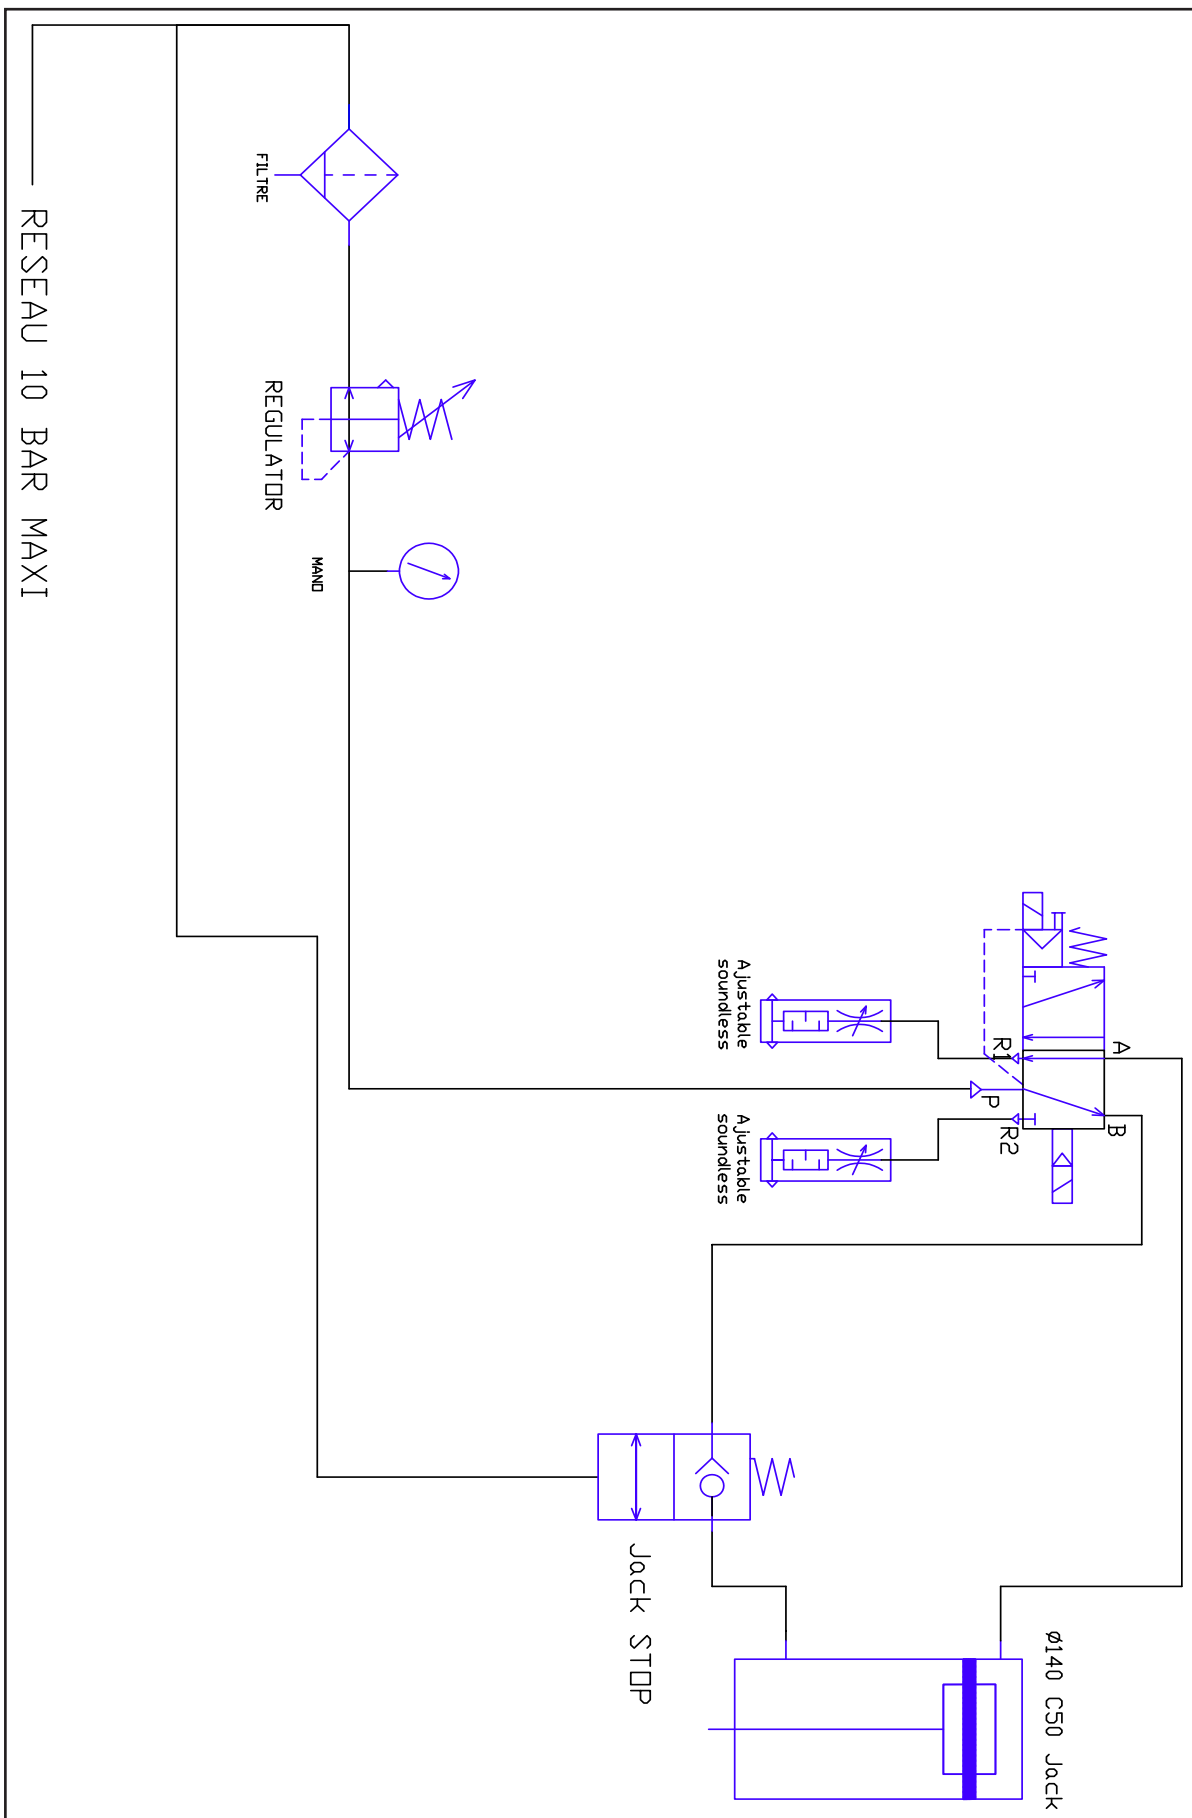 Ø140 C50 Jack
A
B
R1
P
R2
Ajustable
soundless
Ajustable
soundless
Jack STOP
MANO
REGULATOR
FILTRE
RESEAU 10 BAR MAXI